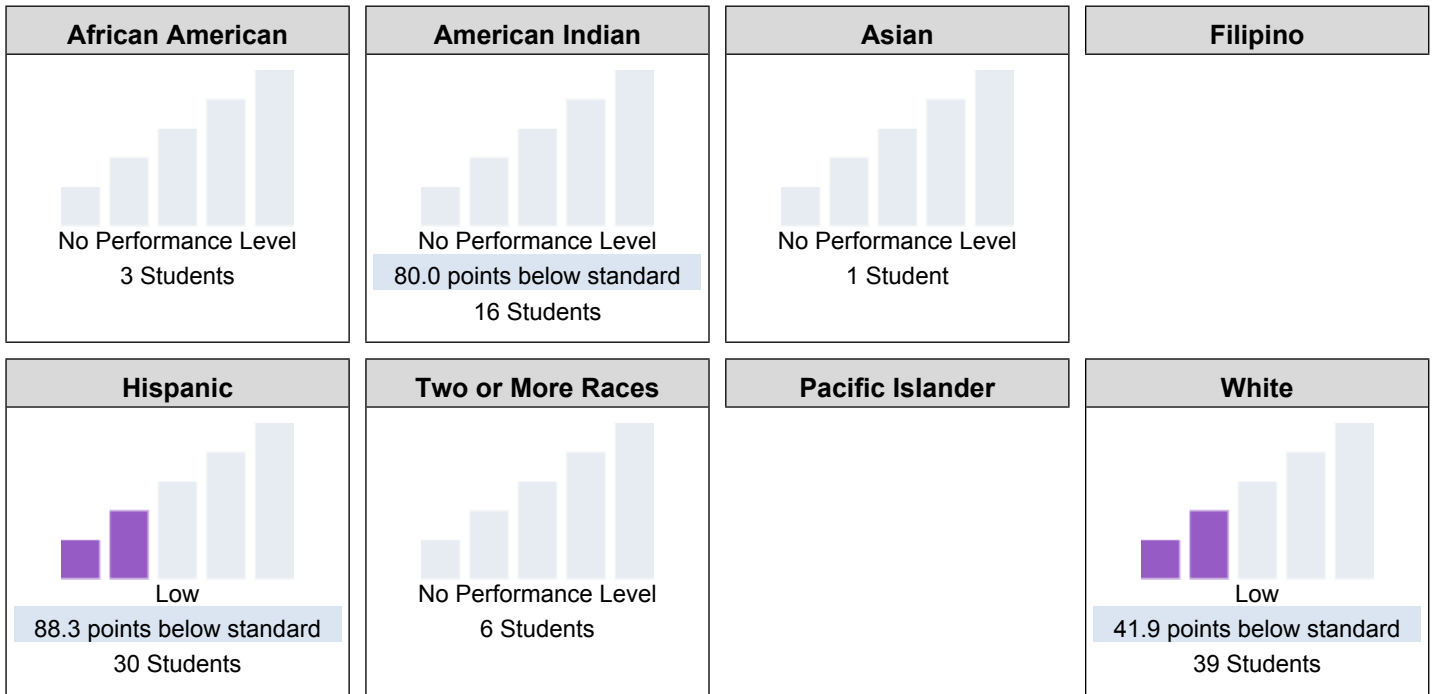 African American
No Performance Level
3 Students
American Indian
No Performance Level
80.0 points below standard
16 Students
Asian
No Performance Level
1 Student
Filipino
Hispanic
Low
88.3 points below standard
30 Students
Two or More Races
No Performance Level
6 Students
Pacific Islander
White
Low
41.9 points below standard
39 Students